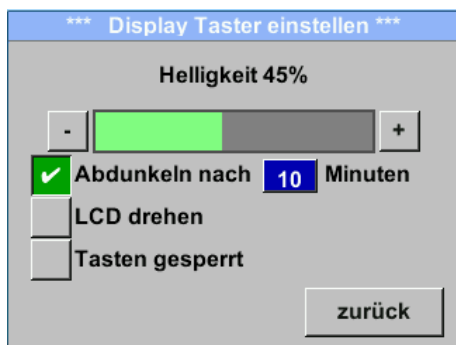 *** Display Taster einstellen ***
Helligkeit 45%
- +
Abdunkeln nach 10 Minuten
LCD drehen
Tasten gesperrt
zurück